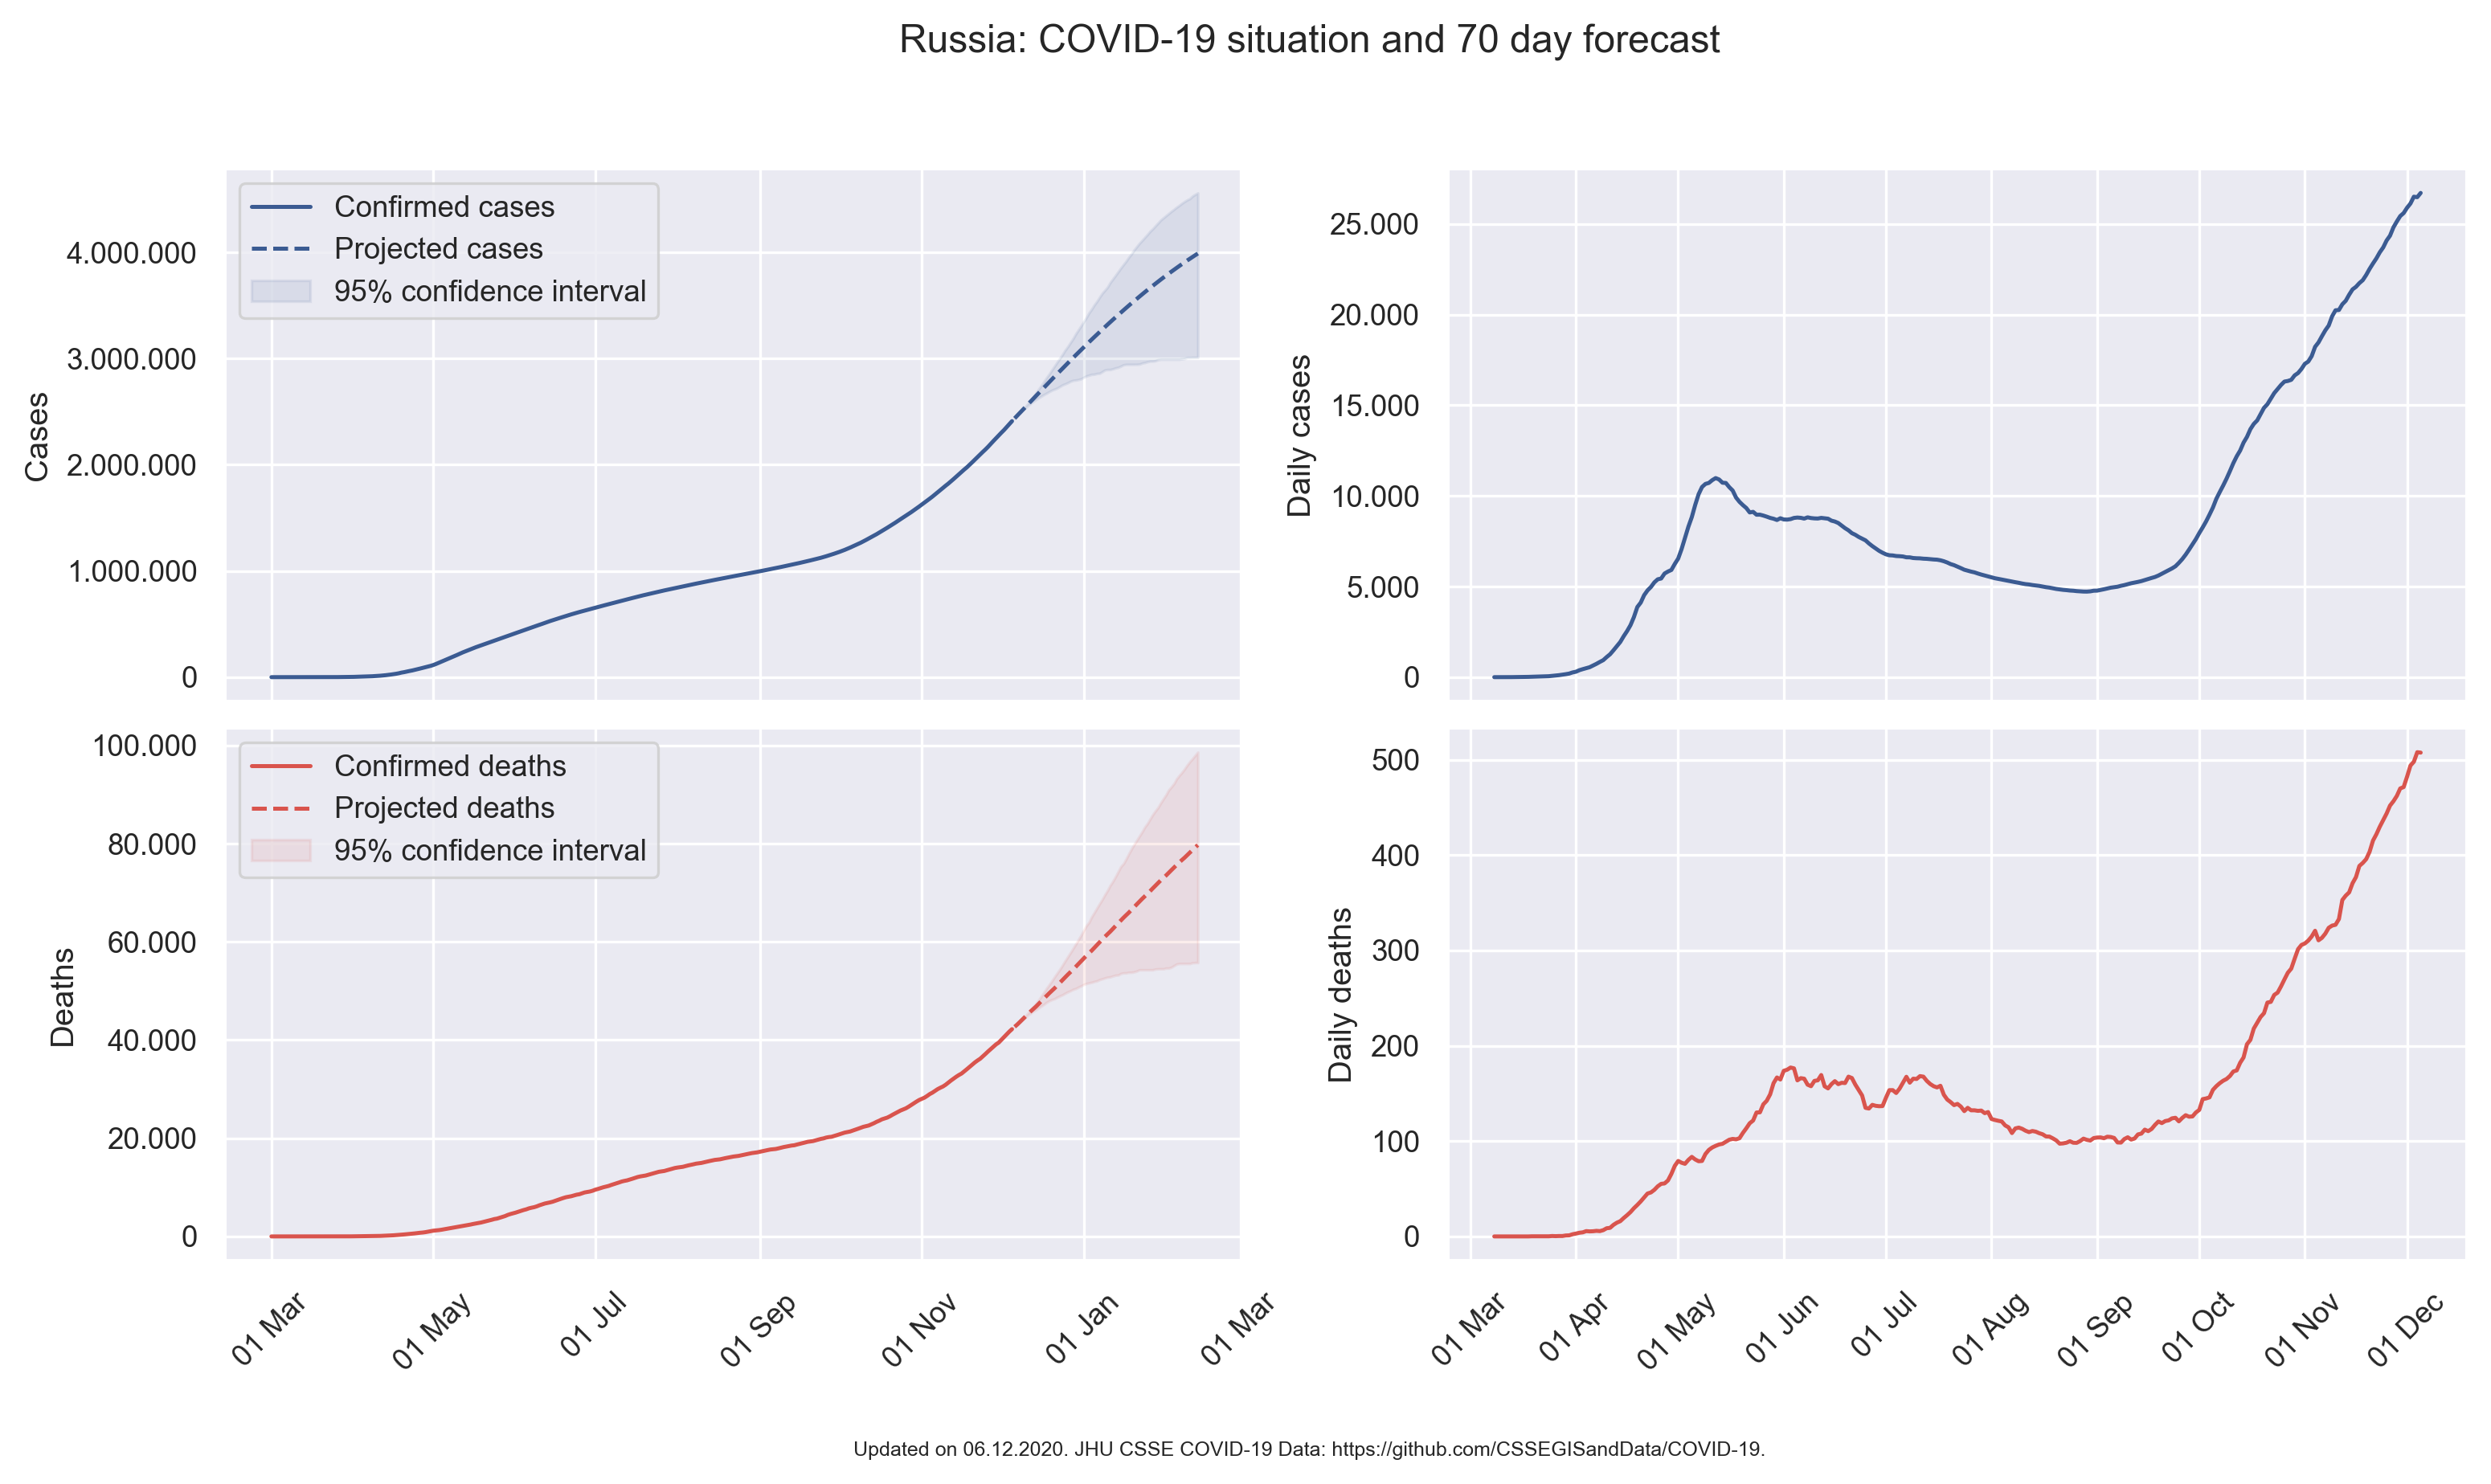 Russia: COVID-19 situation and 70 day forecast
Confirmed cases
Projected cases
95% confidence interval
Cases
4.000.000
3.000.000
2.000.000
1.000.000
0
Daily cases
25.000
20.000
15.000
10.000
5.000
0
Confirmed deaths
Projected deaths
95% confidence interval
Deaths
100.000
80.000
60.000
40.000
20.000
0
01 Mar
01 May
01 Jul
01 Sep
01 Nov
01 Jan
01 Mar
Daily deaths
500
400
300
200
100
0
01 Mar
01 Apr
01 May
01 Jun
01 Jul
01 Aug
01 Sep
01 Oct
01 Nov
01 Dec
Updated on 06.12.2020. JHU CSSE COVID-19 Data: https://github.com/CSSEGISandData/COVID-19.